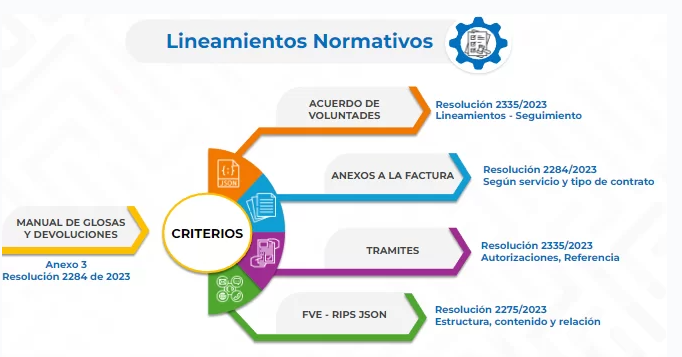 Lineamientos Normativos
ACUERDO DE
VOLUNTADES
Resolución 2335/2023
Lineamientos - Seguimiento
{:}
JSON
ANEXOS A LA FACTURA
Resolución 2284/2023
Según servicio y tipo de contrato
MANUAL DE GLOSAS
Y DEVOLUCIONES
Anexo 3
Resolución 2284 de 2023
CRITERIOS
TRAMITES
Resolución 2335/2023
Autorizaciones, Referencia
FVE - RIPS JSON
Resolución 2275/2023
Estructura, contenido y relación